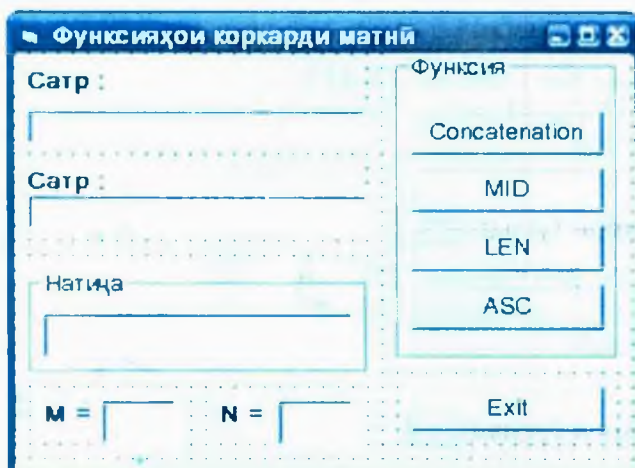 Функсияҳои коркарди матнӣ
Сатр :
Сатр :
Натиҷа
M =
N =
Функсия
Concatenation
MID
LEN
ASC
Exit